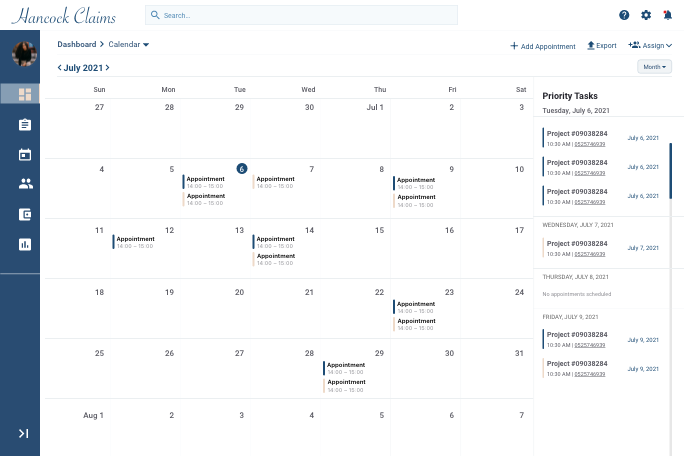 Hancock Claims
Search...
Dashboard > Calendar
Add Appointment
Export
Assign
< July 2021 >
Month
Sun Mon Tue Wed Thu Fri Sat
27 28 29 30 Jul 1 2 3
4 5 6 7 8 9 10
Appointment
14:00 – 15:00
Appointment
14:00 – 15:00
Appointment
14:00 – 15:00
Appointment
14:00 – 15:00
Appointment
14:00 – 15:00
11 12 13 14 15 16 17
Appointment
14:00 – 15:00
Appointment
14:00 – 15:00
Appointment
14:00 – 15:00
18 19 20 21 22 23 24
Appointment
14:00 – 15:00
Appointment
14:00 – 15:00
25 26 27 28 29 30 31
Appointment
14:00 – 15:00
Appointment
14:00 – 15:00
Aug 1 2 3 4 5 6 7
Priority Tasks
Tuesday, July 6, 2021
Project #09038284
10:30 AM | 0525746939
July 6, 2021
Project #09038284
10:30 AM | 0525746939
July 6, 2021
Project #09038284
10:30 AM | 0525746939
July 6, 2021
WEDNESDAY, JULY 7, 2021
Project #09038284
10:30 AM | 0525746939
July 7, 2021
THURSDAY, JULY 8, 2021
No appointments scheduled
FRIDAY, JULY 9, 2021
Project #09038284
10:30 AM | 0525746939
July 9, 2021
Project #09038284
10:30 AM | 0525746939
July 9, 2021